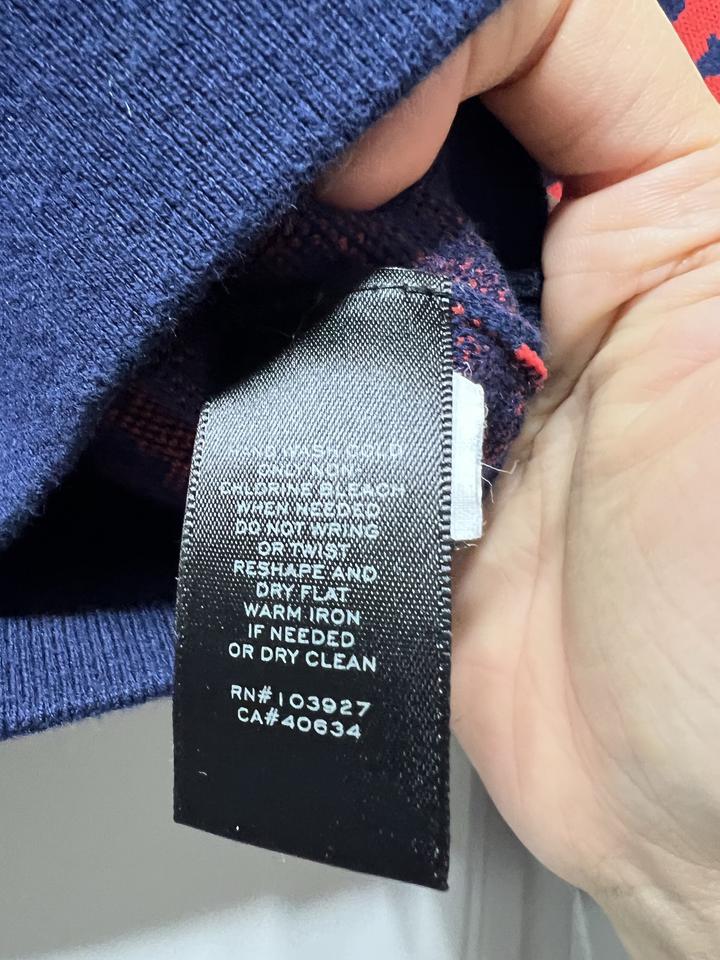 HAND WASH COLD
ONLY NON-
CHLORINE BLEACH
WHEN NEEDED
DO NOT WRING
OR TWIST
RESHAPE AND
DRY FLAT
WARM IRON
IF NEEDED
OR DRY CLEAN
RN#103927
CA#40634